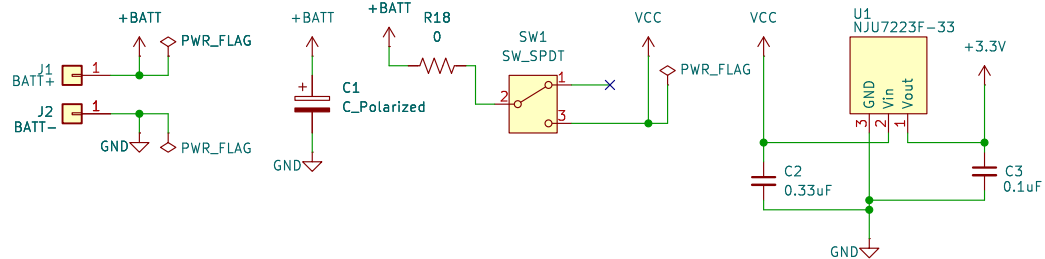 +BATT
PWR_FLAG
J1
BATT+
1
J2
BATT-
1
GND
PWR_FLAG
+BATT
+
C1
C_Polarized
GND
+BATT
R18
0
SW1
SW_SPDT
2
1
3
VCC
PWR_FLAG
VCC
U1
NJU7223F-33
GND
Vin
Vout
3
2
1
+3.3V
C2
0.33uF
C3
0.1uF
GND